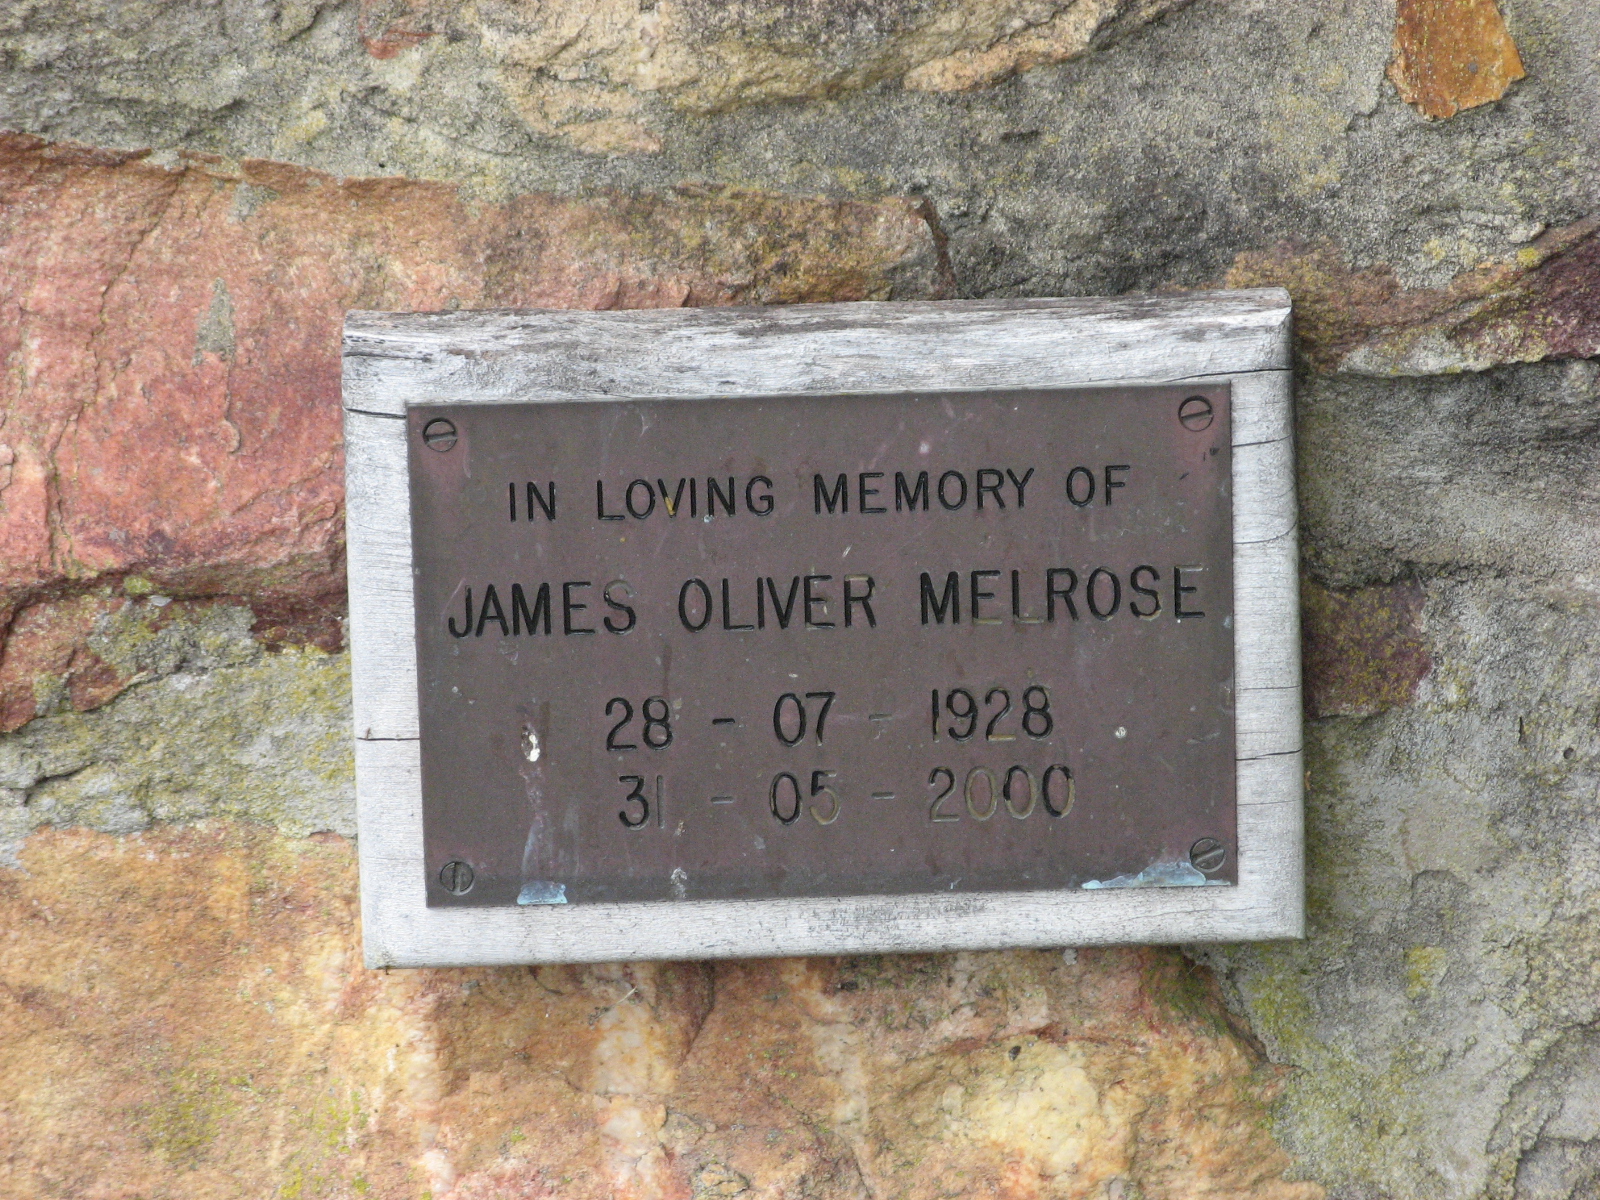 IN LOVING MEMORY OF
JAMES OLIVER MELROSE
28 - 07 - 1928
31 - 05 - 2000